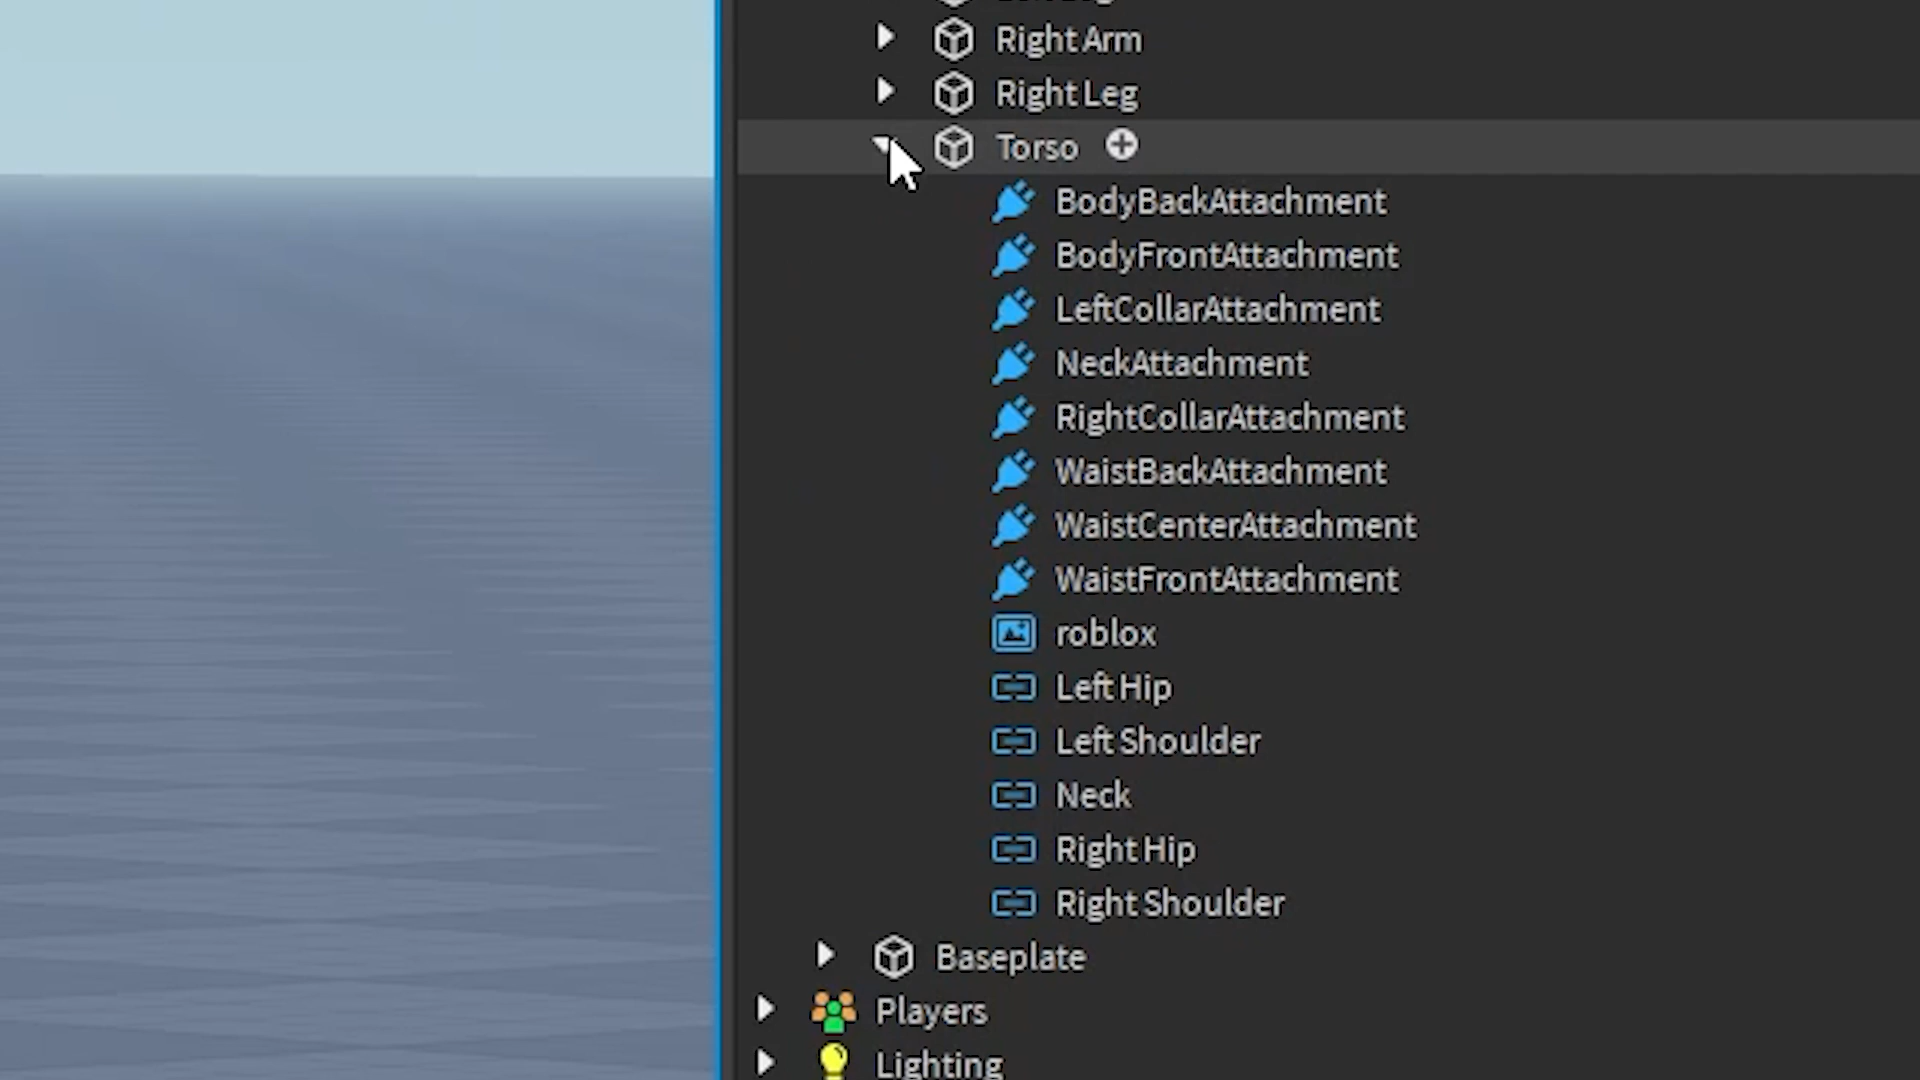 Right Arm
Right Leg
Torso
BodyBackAttachment
BodyFrontAttachment
LeftCollarAttachment
NeckAttachment
RightCollarAttachment
WaistBackAttachment
WaistCenterAttachment
WaistFrontAttachment
roblox
Left Hip
Left Shoulder
Neck
Right Hip
Right Shoulder
Baseplate
Players
Lighting